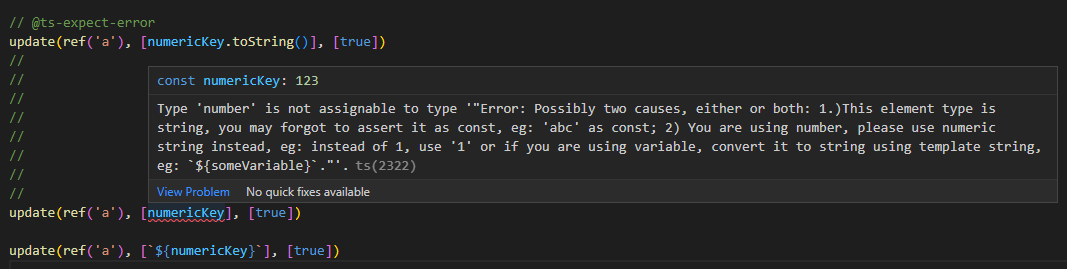 // @ts-expect-error
update(ref('a'), [numericKey.toString()], [true])
//
//
const numericKey: 123
//
Type 'number' is not assignable to type '"Error: Possibly two causes, either or both: 1.)This element type is
//
string, you may forgot to assert it as const, eg: 'abc' as const; 2) You are using number, please use numeric
//
string instead, eg: instead of 1, use '1' or if you are using variable, convert it to string using template string,
//
eg: `${someVariable}`."'. ts(2322)
//
View Problem No quick fixes available
//
update(ref('a'), [numericKey], [true])
update(ref('a'), [`${numericKey}`], [true])